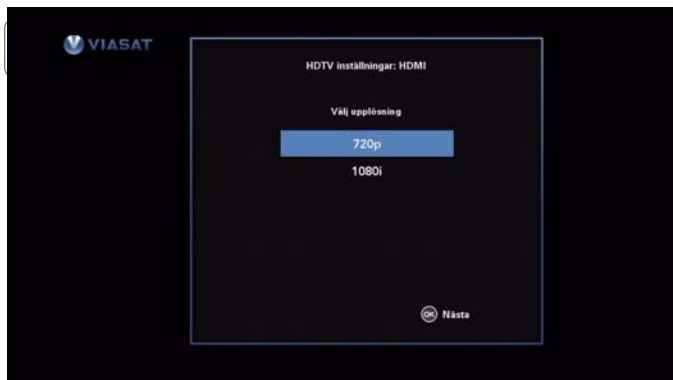 VIASAT
HDTV inställningar: HDMI
Välj upplösning
720p
1080i
OK Nästa